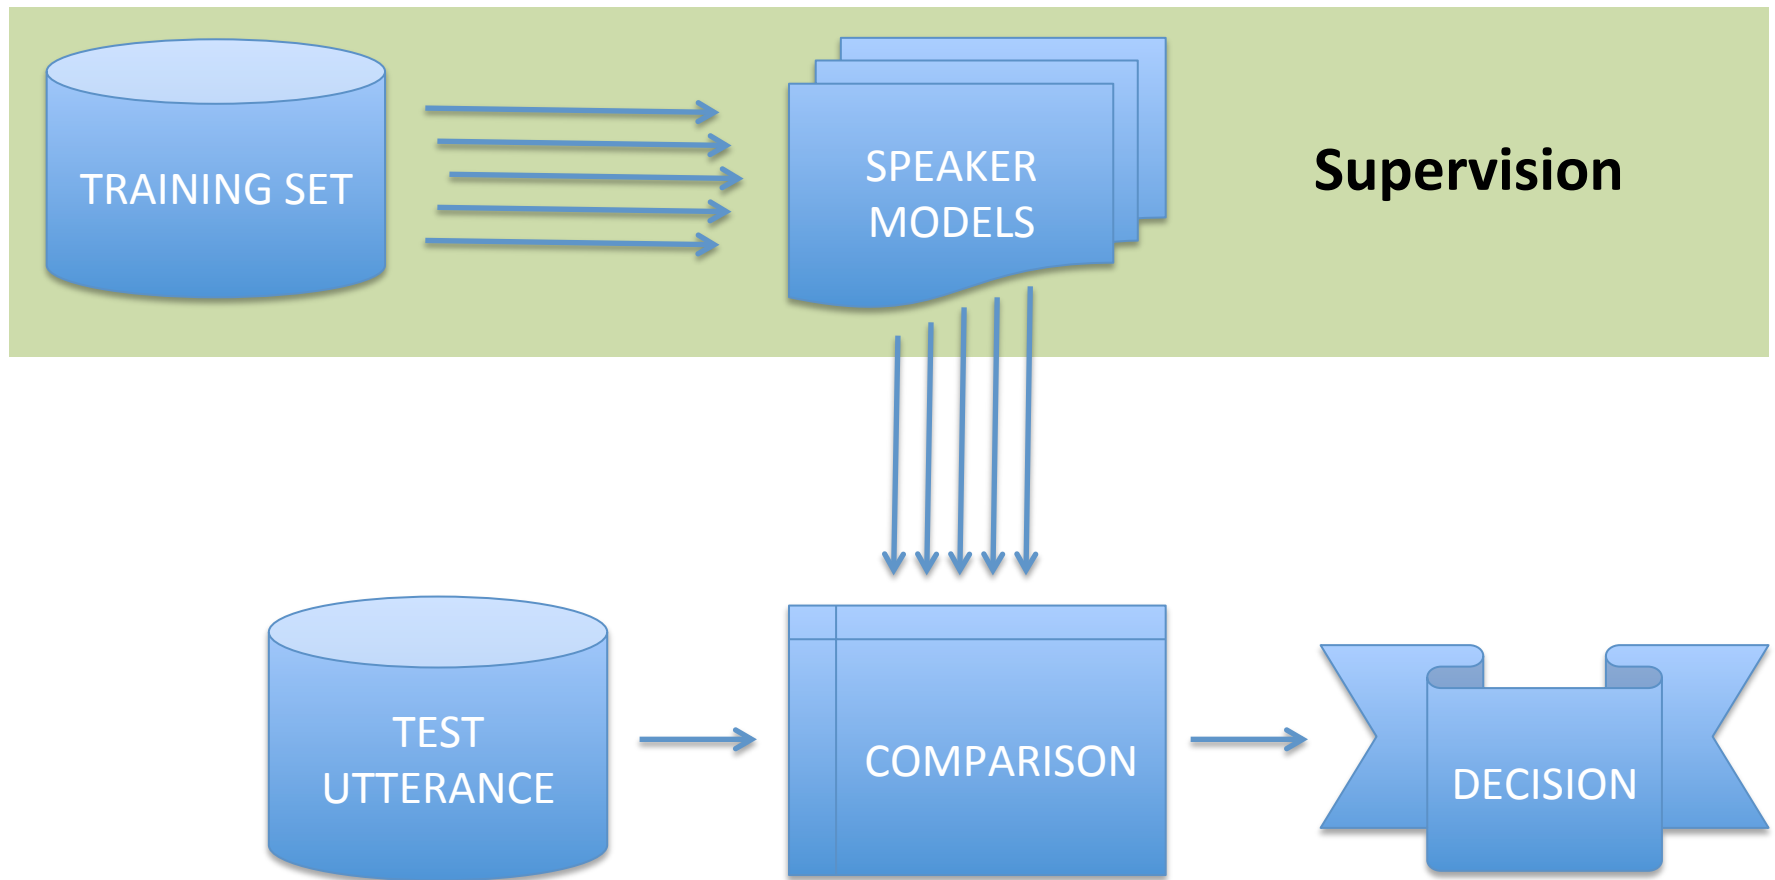 TRAINING SET
SPEAKER
MODELS
Supervision
TEST
UTTERANCE
COMPARISON
DECISION